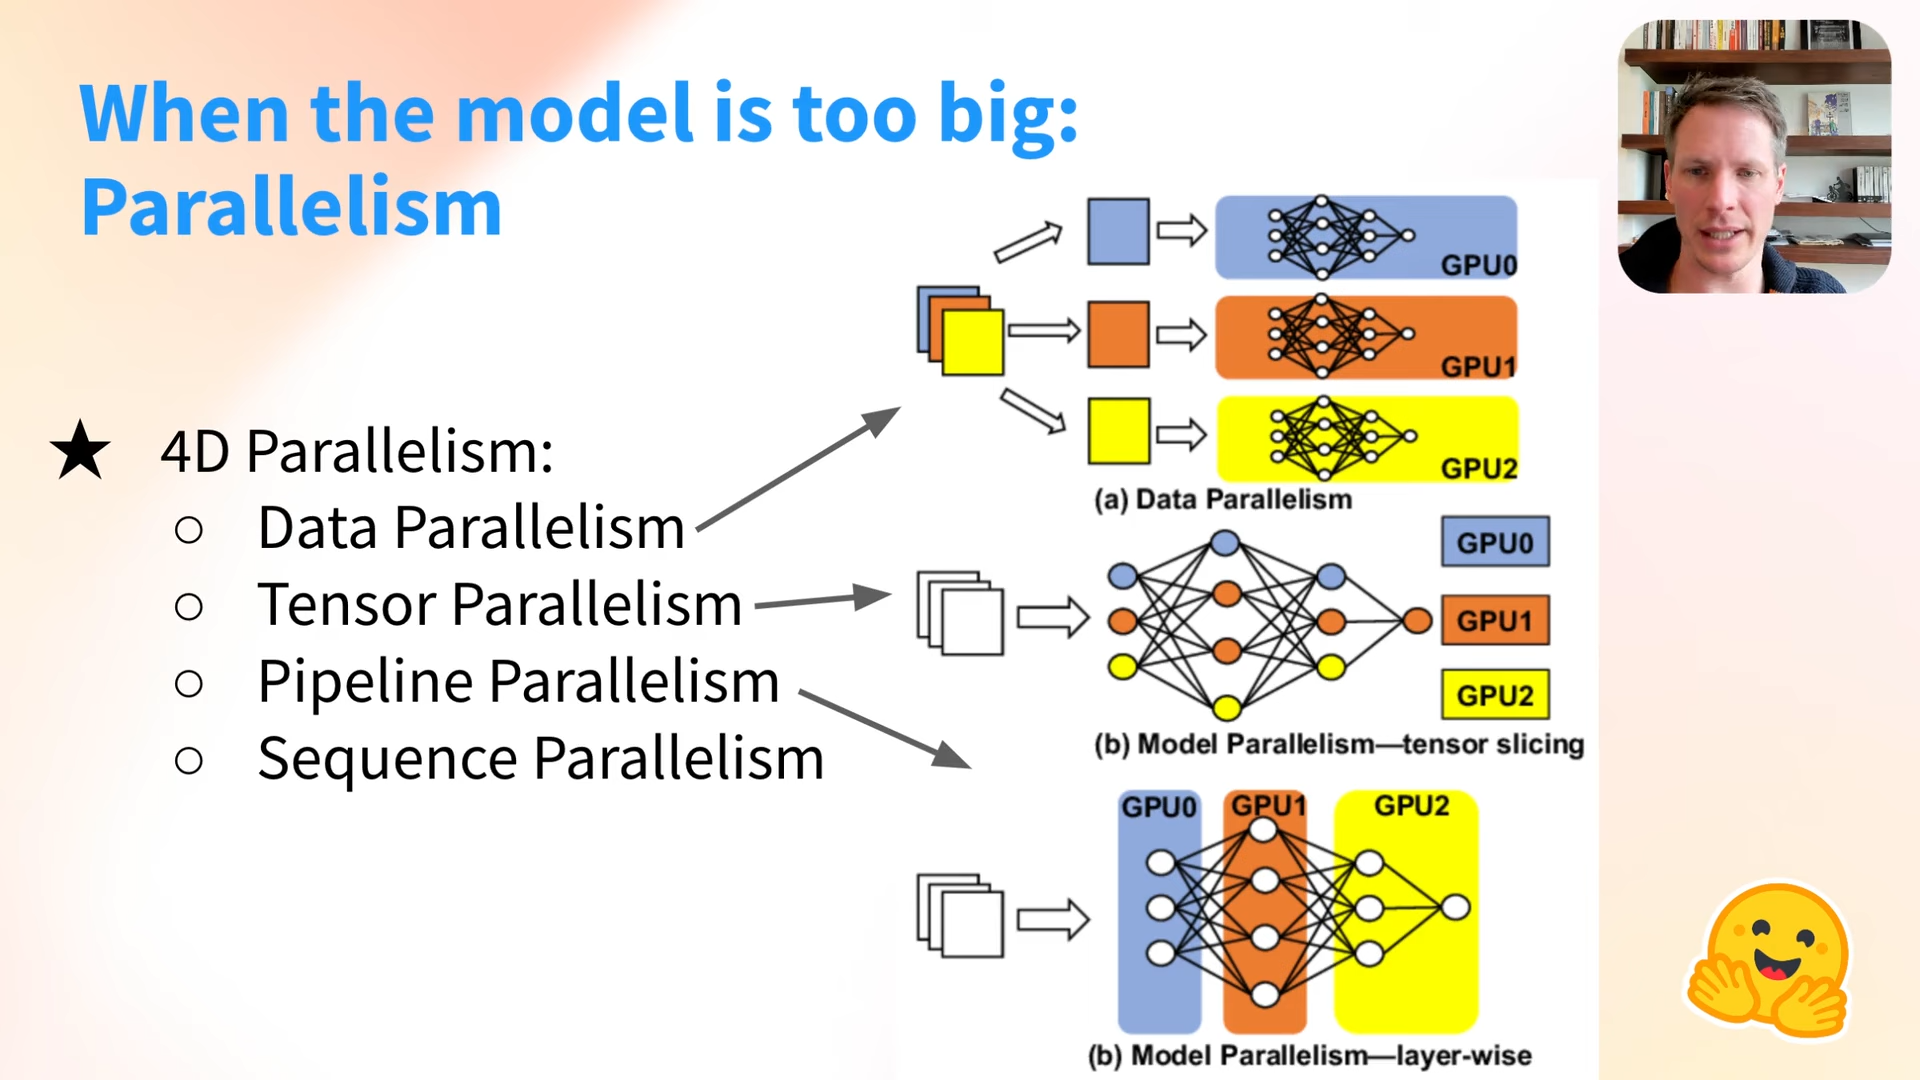 When the model is too big:
Parallelism
★ 4D Parallelism:
○ Data Parallelism
○ Tensor Parallelism
○ Pipeline Parallelism
○ Sequence Parallelism
GPU0
GPU1
GPU2
(a) Data Parallelism
GPU0
GPU1
GPU2
(b) Model Parallelism—tensor slicing
GPU0 GPU1 GPU2
(b) Model Parallelism—layer-wise